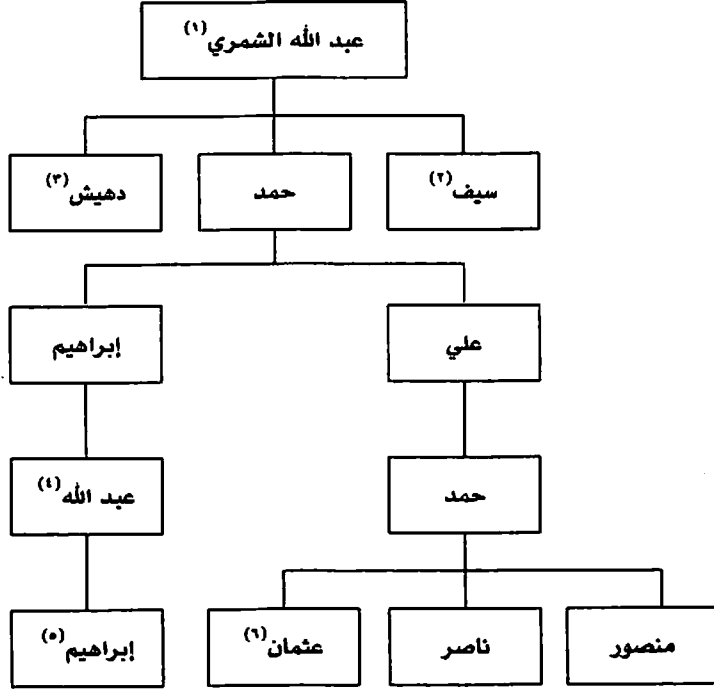 عبد الله الشمري (١)
سيف (٢) حمد دهيش (٣)
علي إبراهيم
حمد عبد الله (٤)
منصور ناصر عثمان (٦) إبراهيم (٥)